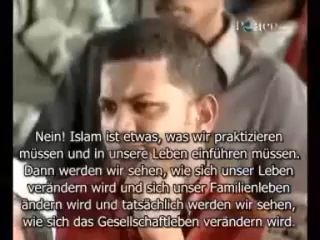 Peace
Nein! Islam ist etwas, was wir praktizieren
müssen und in unsere Leben einführen müssen.
Dann werden wir sehen, wie sich unser Leben
verändern wird und sich unser Familienleben
ändern wird und tatsächlich werden wir sehen,
wie sich das Gesellschaftleben verändern wird.